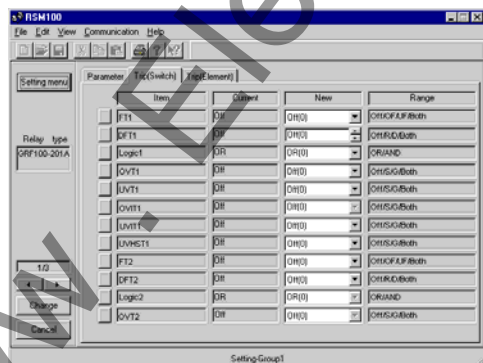 RSM100
File Edit View Communication Help
Setting menu
Parameter Trip(Switch) Trip(Element)
Item Current New Range
FT1 Off Off(0) Off/OF/UF/Both
Relay type
DFT1 Off Off(0) Off/R/D/Both
GRF100-201A
Logic1 OR OR(0) OR/AND
OVT1 Off Off(0) Off/S/G/Both
UVT1 Off Off(0) Off/S/G/Both
OVIT1 Off Off(0) Off/S/G/Both
UVIT1 Off Off(0) Off/S/G/Both
UVHST1 Off Off(0) Off/S/G/Both
FT2 Off Off(0) Off/OF/UF/Both
1/3
DFT2 Off Off(0) Off/R/D/Both
Change
Logic2 OR OR(0) OR/AND
Cancel
OVT2 Off Off(0) Off/S/G/Both
Setting-Group1